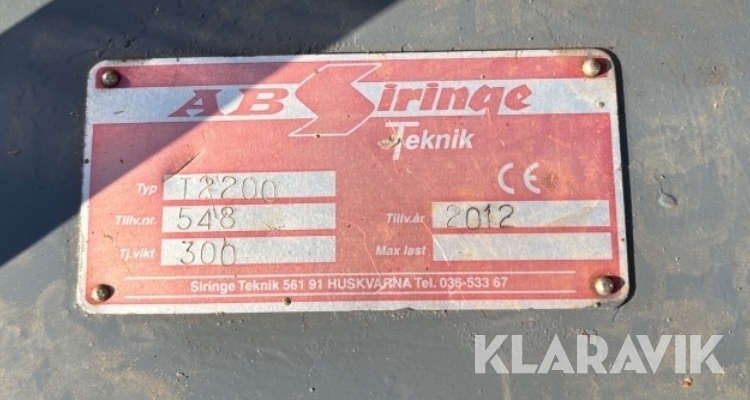 AB Siringe
Teknik
Typ T2200
CE
Tillv.nr. 548
Tillv.år 2012
Tj.vikt 300
Max last
Siringe Teknik 561 91 HUSKVARNA Tel. 036-533 67
KLARAVIK